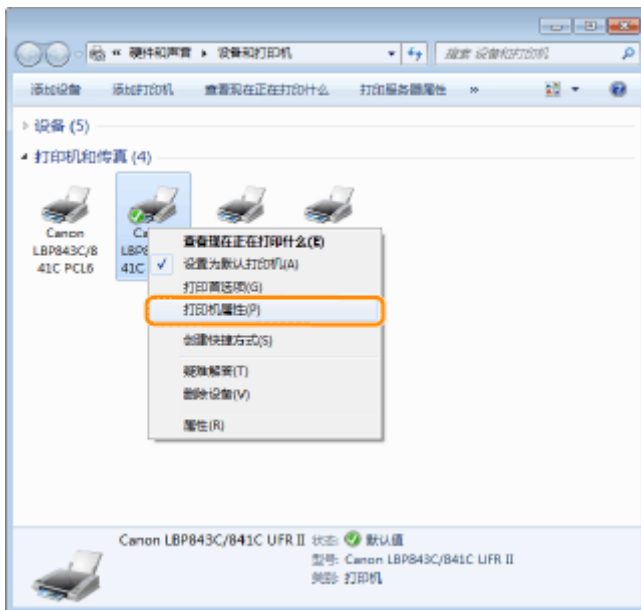 « 硬件和声音 ▸ 设备和打印机
搜索 设备和打印机
添加设备 添加打印机 查看现在正在打印什么 打印服务器属性 »
设备 (5)
打印机和传真 (4)
Canon
LBP843C/8
41C PCL6
Ca
LBP8
41C
查看现在正在打印什么(E)
设置为默认打印机(A)
打印首选项(G)
打印机属性(P)
创建快捷方式(S)
疑难解答(T)
删除设备(V)
属性(R)
Canon LBP843C/841C UFR II 状态: 默认值
型号: Canon LBP843C/841C UFR II
类别: 打印机